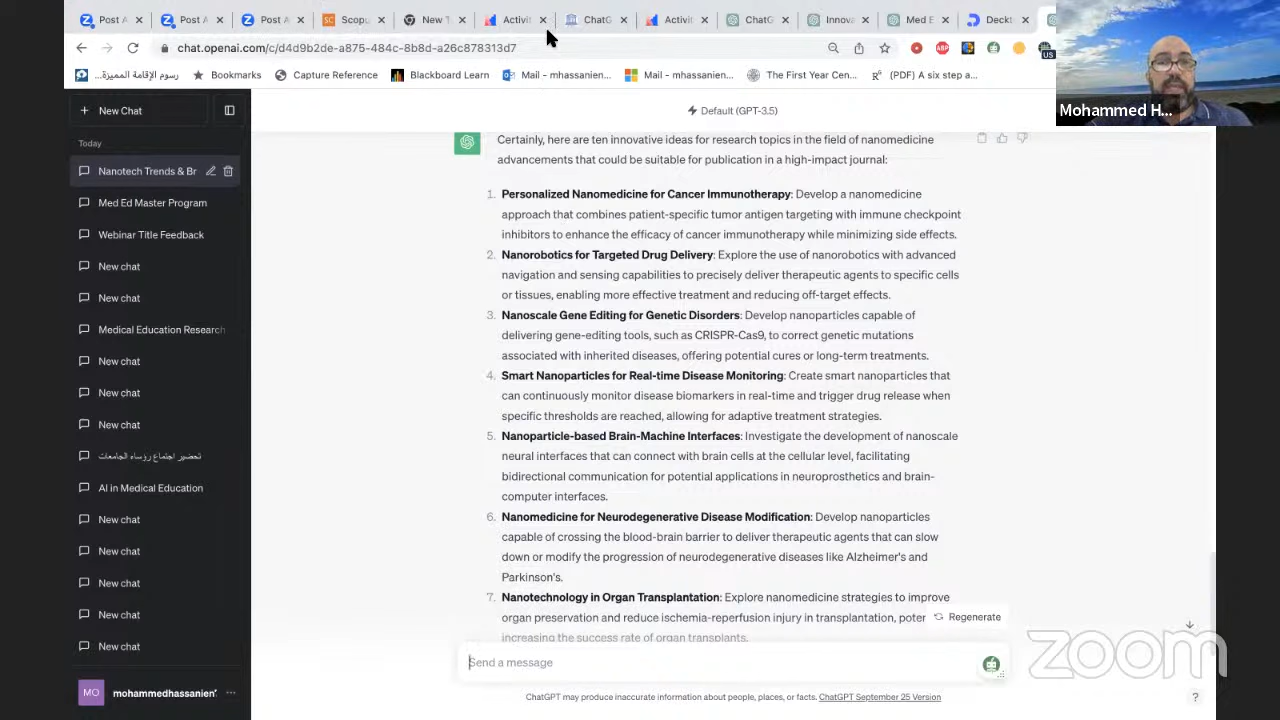 Post A
Post A
Post A
Scopu
New T
Activit
ChatG
Activit
ChatG
Innova
Med E
Deckt
chat.openai.com/c/d4d9b2de-a875-484c-8b8d-a26c878313d7
ABP
US
رسوم الإقامة المميزة...
Bookmarks
Capture Reference
Blackboard Learn
Mail - mhassanien...
Mail - mhassanien...
The First Year Cen...
(PDF) A six step a...
Mohammed H...
New Chat
Default (GPT-3.5)
Today
Nanotech Trends & Br
Med Ed Master Program
Webinar Title Feedback
New chat
New chat
Medical Education Research
New chat
New chat
New chat
تحضير اجتماع رؤساء الجامعات
AI in Medical Education
New chat
New chat
New chat
New chat
New chat
MO
mohammedhassanien'
Certainly, here are ten innovative ideas for research topics in the field of nanomedicine
advancements that could be suitable for publication in a high-impact journal:
1. Personalized Nanomedicine for Cancer Immunotherapy: Develop a nanomedicine
approach that combines patient-specific tumor antigen targeting with immune checkpoint
inhibitors to enhance the efficacy of cancer immunotherapy while minimizing side effects.
2. Nanorobotics for Targeted Drug Delivery: Explore the use of nanorobotics with advanced
navigation and sensing capabilities to precisely deliver therapeutic agents to specific cells
or tissues, enabling more effective treatment and reducing off-target effects.
3. Nanoscale Gene Editing for Genetic Disorders: Develop nanoparticles capable of
delivering gene-editing tools, such as CRISPR-Cas9, to correct genetic mutations
associated with inherited diseases, offering potential cures or long-term treatments.
4. Smart Nanoparticles for Real-time Disease Monitoring: Create smart nanoparticles that
can continuously monitor disease biomarkers in real-time and trigger drug release when
specific thresholds are reached, allowing for adaptive treatment strategies.
5. Nanoparticle-based Brain-Machine Interfaces: Investigate the development of nanoscale
neural interfaces that can connect with brain cells at the cellular level, facilitating
bidirectional communication for potential applications in neuroprosthetics and brain-
computer interfaces.
6. Nanomedicine for Neurodegenerative Disease Modification: Develop nanoparticles
capable of crossing the blood-brain barrier to deliver therapeutic agents that can slow
down or modify the progression of neurodegenerative diseases like Alzheimer's and
Parkinson's.
7. Nanotechnology in Organ Transplantation: Explore nanomedicine strategies to improve
organ preservation and reduce ischemia-reperfusion injury in transplantation, poter
increasing the success rate of organ transplants.
Regenerate
Send a message
ChatGPT may produce inaccurate information about people, places, or facts. ChatGPT September 25 Version
?
zoom